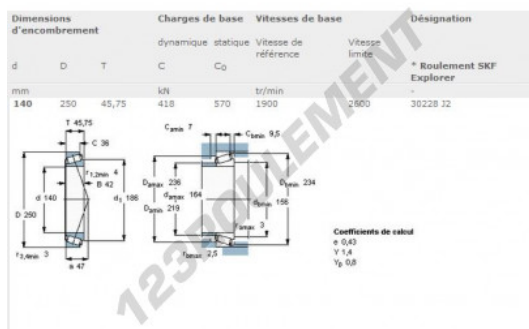 Dimensions d'encombrement Charges de base Vitesses de base Désignation
dynamique statique Vitesse de référence Vitesse limite
d D T C C0 * Roulement SKF Explorer
mm kN tr/min -
140 250 45,75 418 570 1900 2600 30228 J2
T 45,75
C 36
r1,2min 4
B 42
d 140
d1 186
D 250
r3,4min 3
a 47
Camin 7
Cbmin 9,5
Damax 236
damax 164
Damin 219
Dbmin 234
dbmin 156
ramax 3
rbmax 2,5
Coefficients de calcul
e 0,43
Y 1,4
Y0 0,8
123ROULEMENT